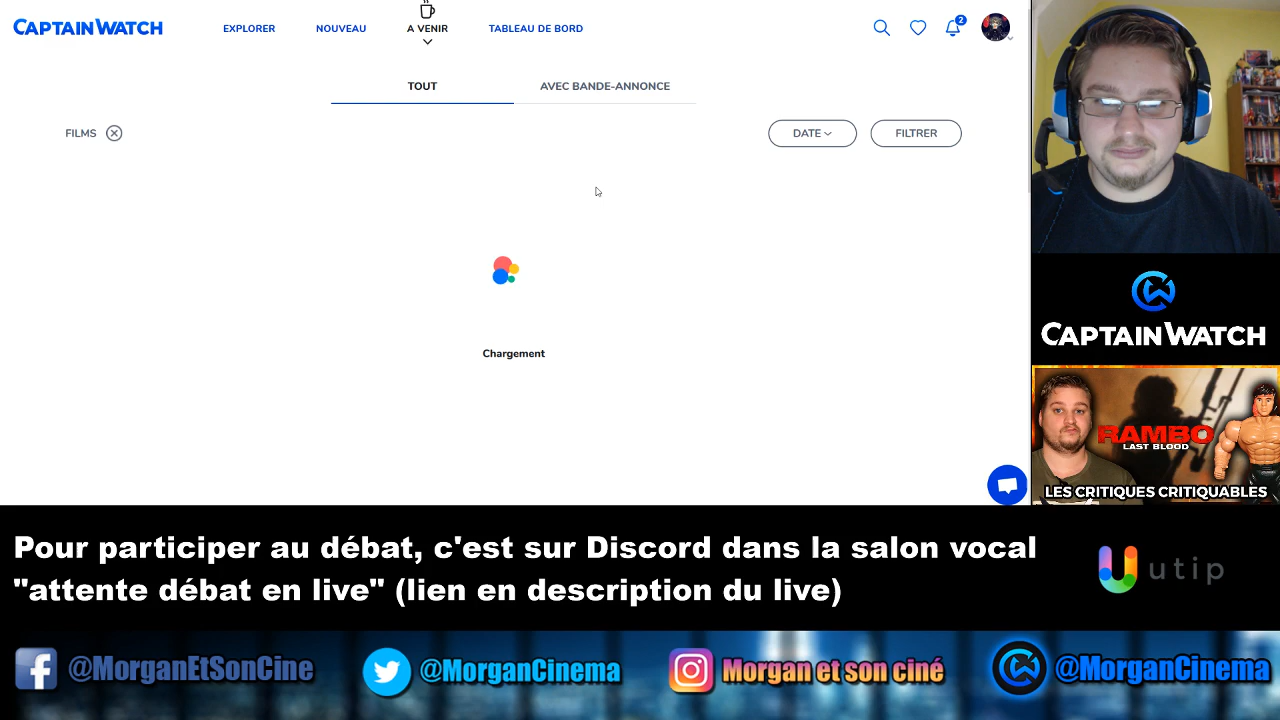 CAPTAINWATCH
EXPLORER
NOUVEAU
A VENIR
TABLEAU DE BORD
2
TOUT
AVEC BANDE-ANNONCE
FILMS
DATE
FILTRER
Chargement
CAPTAINWATCH
RAMBO
LAST BLOOD
LES CRITIQUES CRITIQUABLES
Pour participer au débat, c'est sur Discord dans la salon vocal
"attente débat en live" (lien en description du live)
utip
@MorganEtSonCine
@MorganCinema
Morgan et son ciné
@MorganCinema